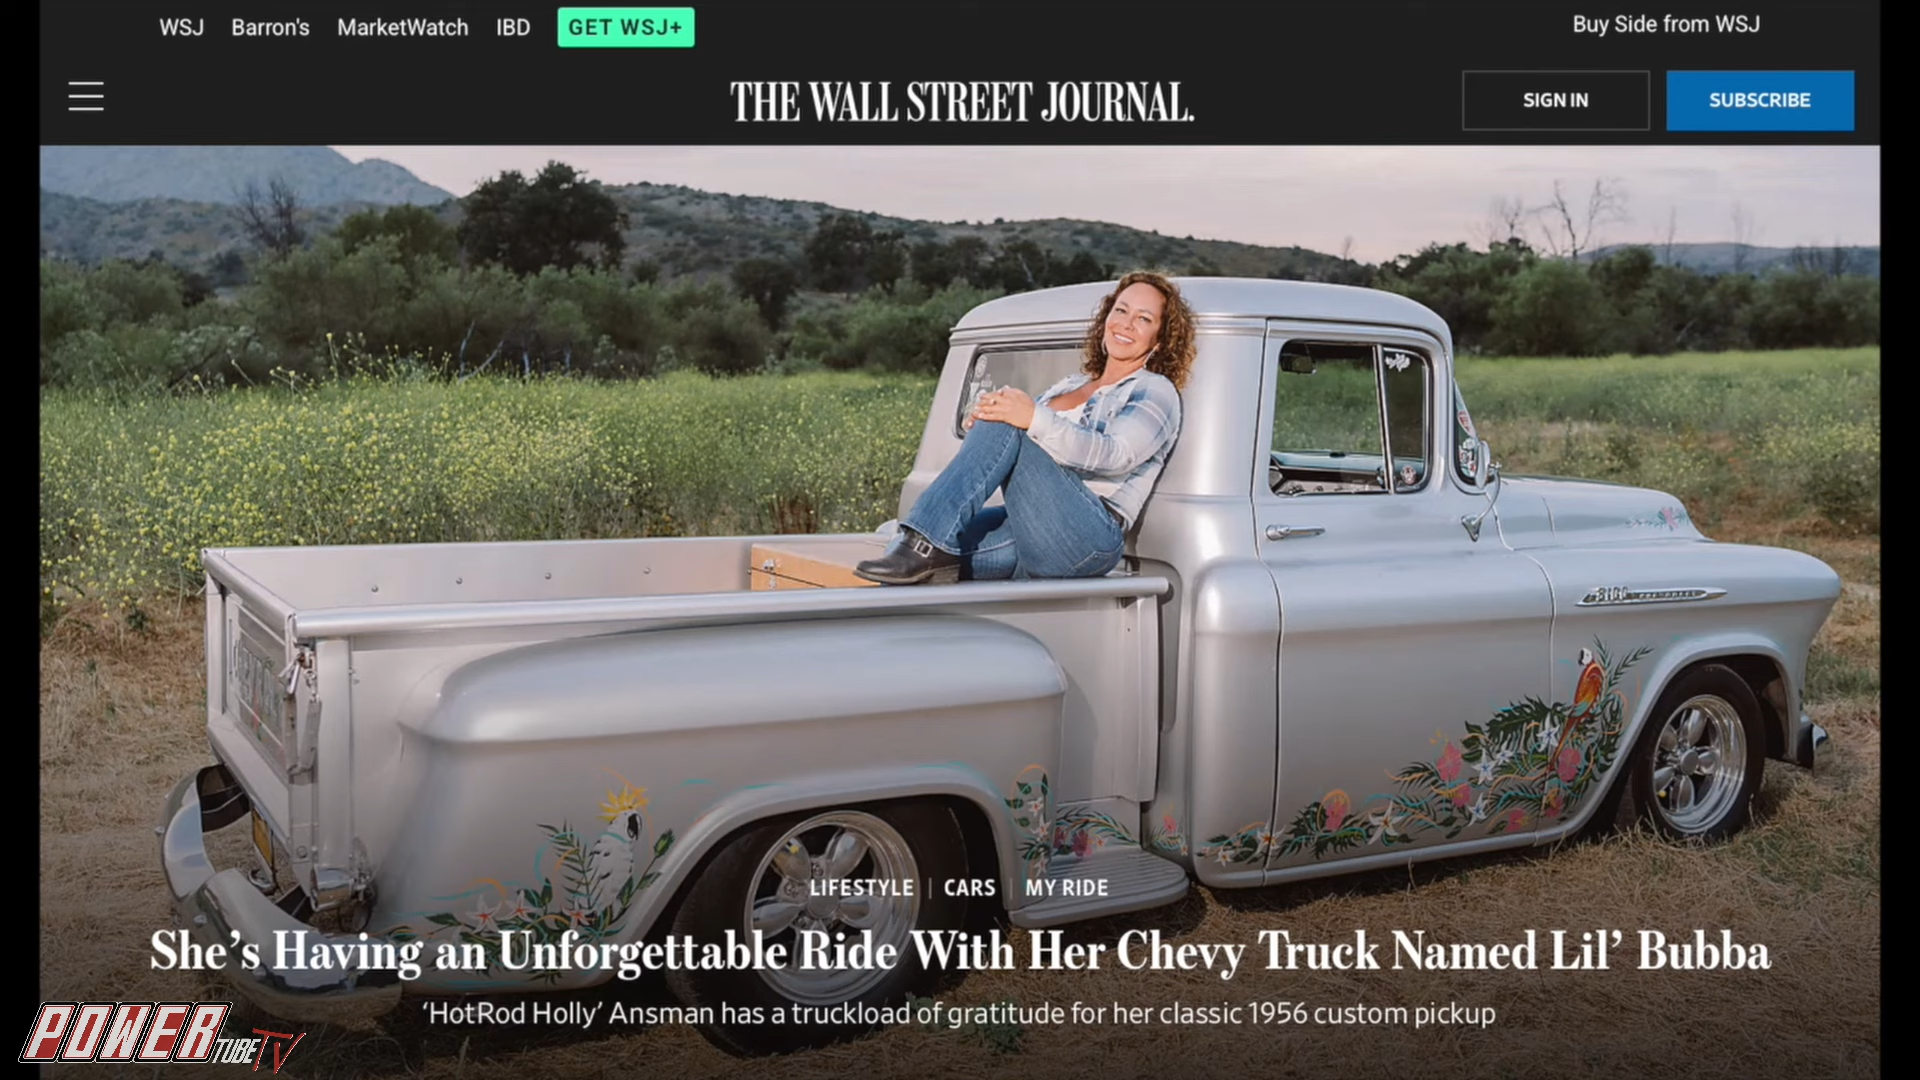 WSJ Barron's MarketWatch IBD GET WSJ+ Buy Side from WSJ
THE WALL STREET JOURNAL.
SIGN IN SUBSCRIBE
LIFESTYLE | CARS | MY RIDE
She’s Having an Unforgettable Ride With Her Chevy Truck Named Lil’ Bubba
‘HotRod Holly’ Ansman has a truckload of gratitude for her classic 1956 custom pickup
POWER TUBE TV